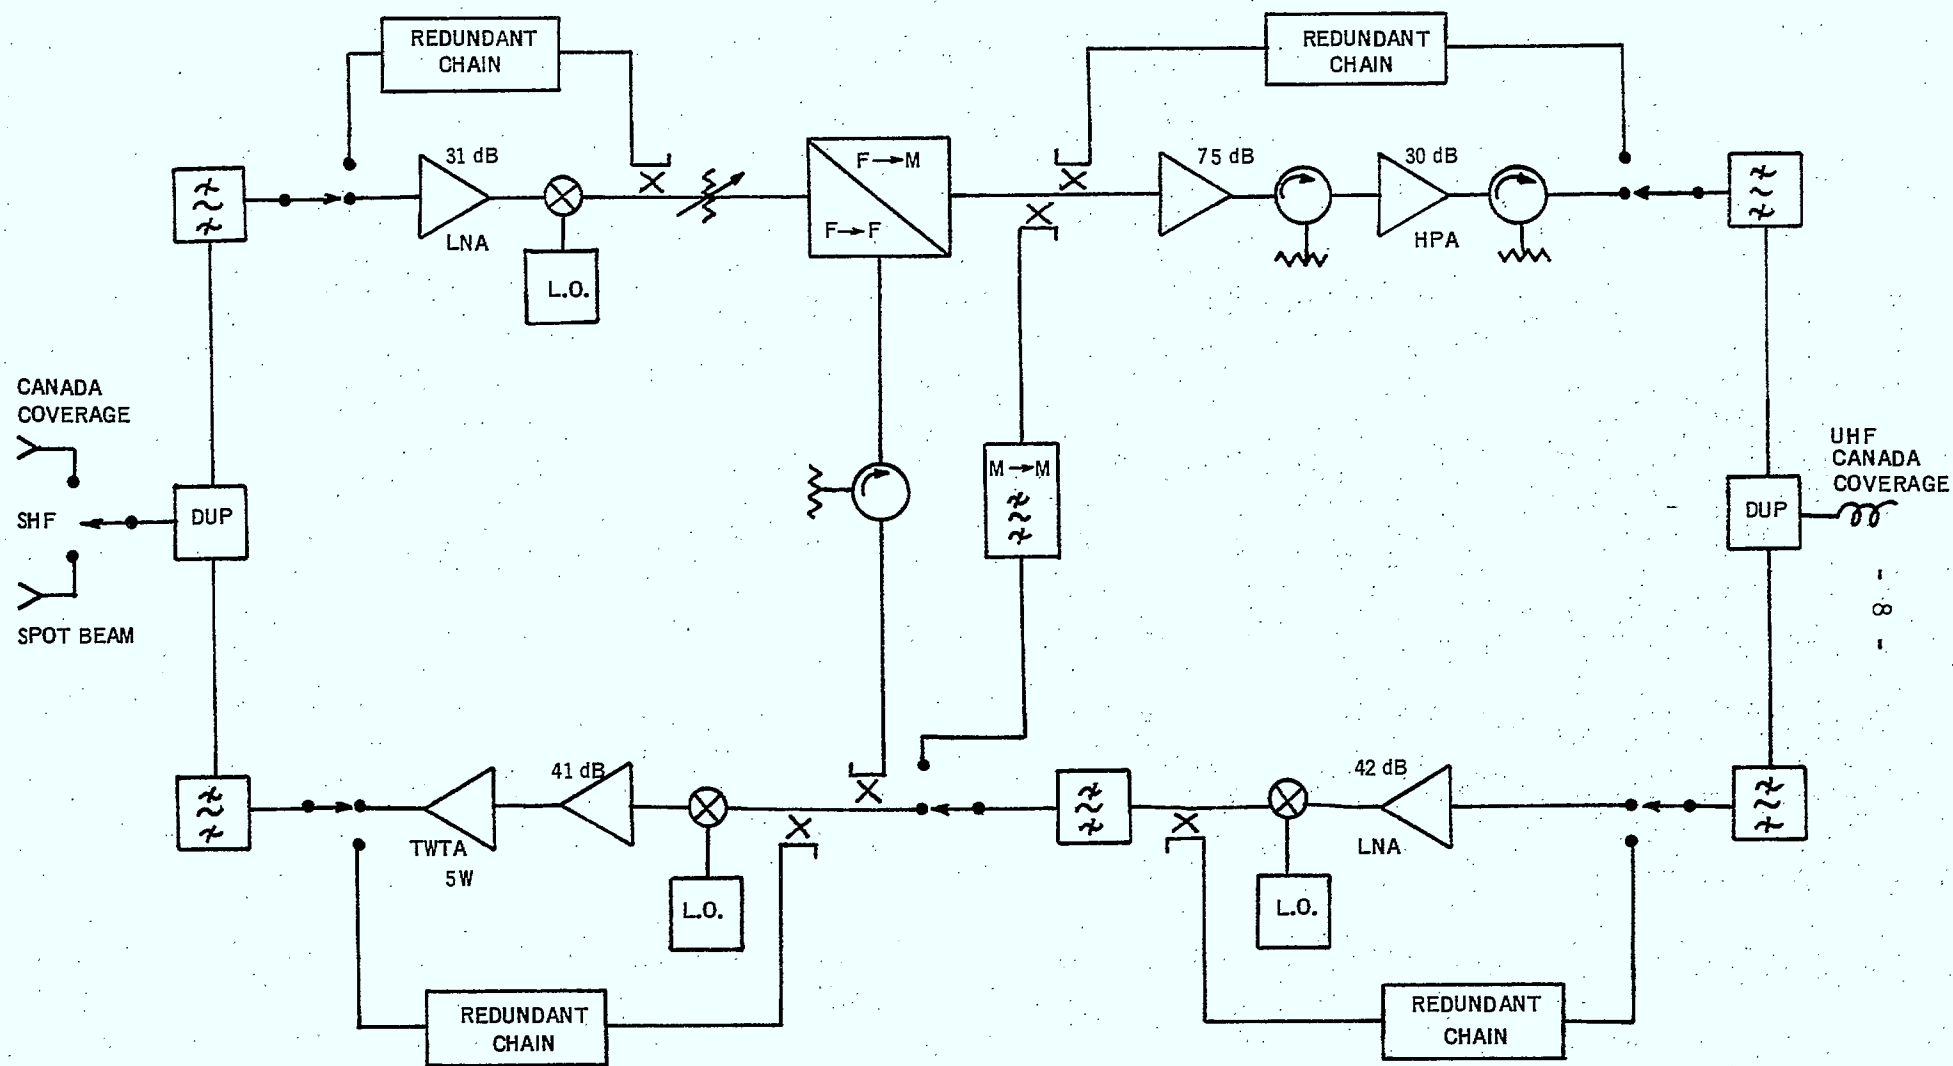 REDUNDANT
CHAIN
REDUNDANT
CHAIN
31 dB
LNA
L.O.
F→M
F→F
75 dB
30 dB
HPA
CANADA
COVERAGE
SHF
SPOT BEAM
DUP
M→M
UHF
CANADA
COVERAGE
DUP
- 8 -
41 dB
TWTA
5W
L.O.
42 dB
LNA
L.O.
REDUNDANT
CHAIN
REDUNDANT
CHAIN